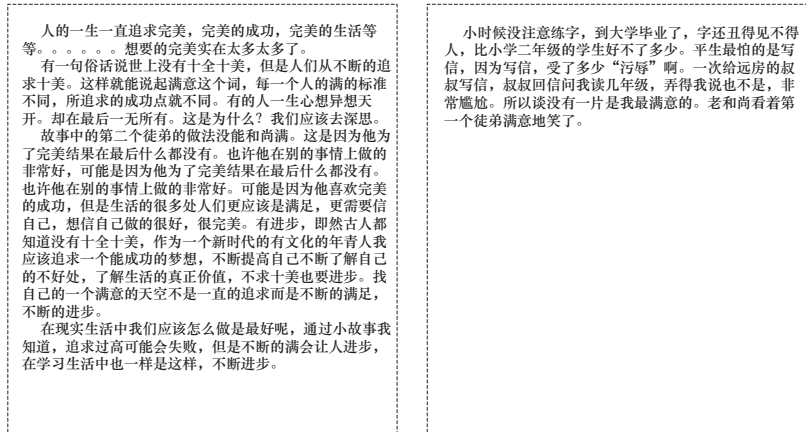 人的一生一直追求完美，完美的成功，完美的生活等
等。。。。。。想要的完美实在太多太多了。
有一句俗话说世上没有十全十美，但是人们从不断的追
求十美。这样就能说起满意这个词，每一个人的满的标准
不同，所追求的成功点就不同。有的人一生心想异想天
开。却在最后一无所有。这是为什么？我们应该去深思。
故事中的第二个徒弟的做法没能和尚满。这是因为他为
了完美结果在最后什么都没有。也许他在别的事情上做的
非常好，可能是因为他为了完美结果在最后什么都没有。
也许他在别的事情上做的非常好。可能是因为他喜欢完美
的成功，但是生活的很多处人们更应该是满足，更需要信
自己，想信自己做的很好，很完美。有进步，即然古人都
知道没有十全十美，作为一个新时代的有文化的年青人我
应该追求一个能成功的梦想，不断提高自己不断了解自己
的不好处，了解生活的真正价值，不求十美也要进步。找
自己的一个满意的天空不是一直的追求而是不断的满足，
不断的进步。
在现实生活中我们应该怎么做是最好呢，通过小故事我
知道，追求过高可能会失败，但是不断的满会让人进步，
在学习生活中也一样是这样，不断进步。
小时候没注意练字，到大学毕业了，字还丑得见不得
人，比小学二年级的学生好不了多少。平生最怕的是写
信，因为写信，受了多少“污辱”啊。一次给远房的叔
叔写信，叔叔回信问我读几年级，弄得我说也不是，非
常尴尬。所以谈没有一片是我最满意的。老和尚看着第
一个徒弟满意地笑了。